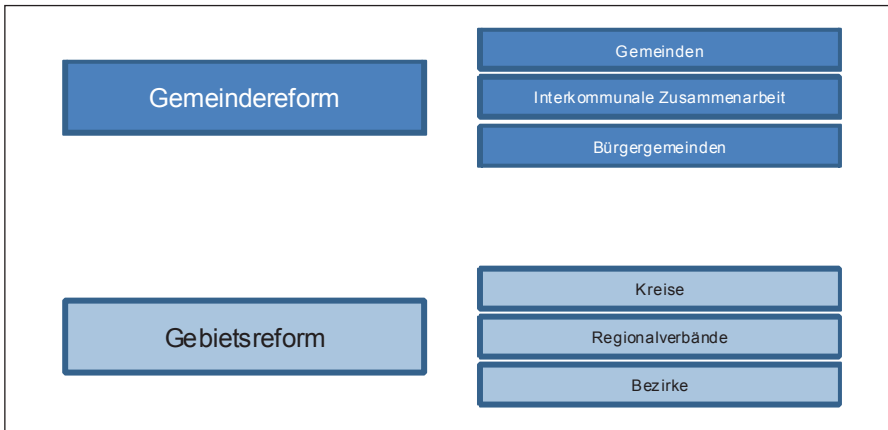 Gemeindereform
Gemeinden
Interkommunale Zusammenarbeit
Bürgergemeinden
Gebietsreform
Kreise
Regionalverbände
Bezirke